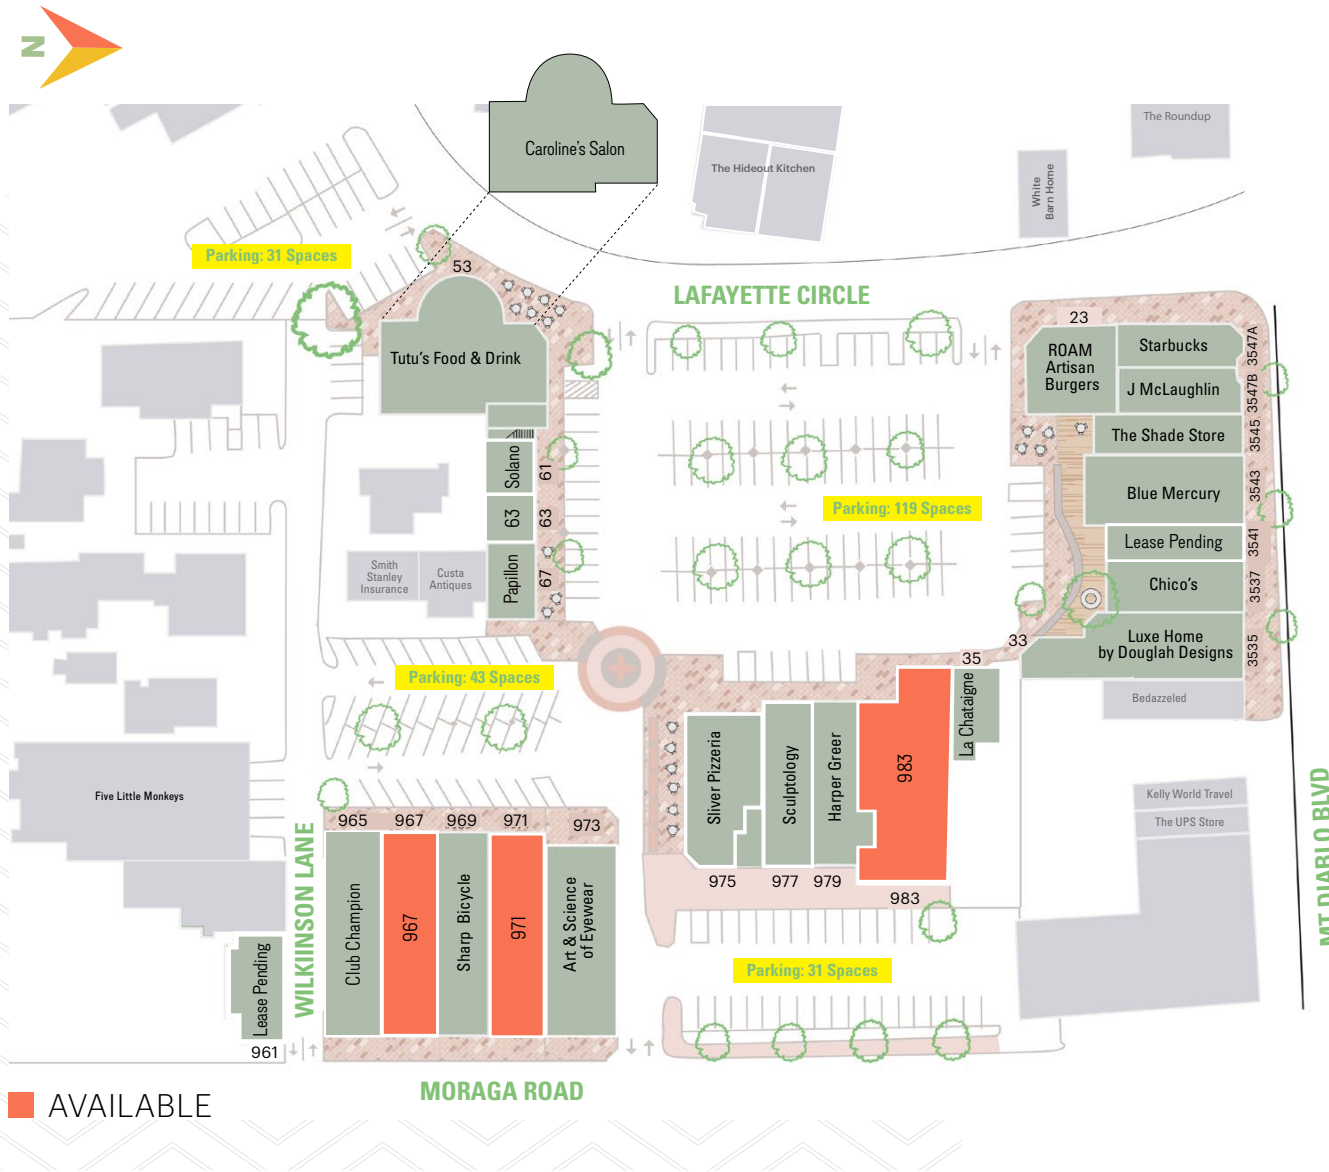 N
Caroline's Salon
The Roundup
The Hideout Kitchen
White
Barn Home
Parking: 31 Spaces
53
LAFAYETTE CIRCLE
23
Tutu's Food & Drink
ROAM
Artisan
Burgers
Starbucks
3547A
J McLaughlin
3547B
The Shade Store
3545
Solano
61
Blue Mercury
3543
63
63
Parking: 119 Spaces
Lease Pending
3541
Smith
Stanley
Insurance
Custa
Antiques
Papillon
67
Chico's
3537
33
Luxe Home
by Douglah Designs
3535
35
Parking: 43 Spaces
La Chataigne
Bedazzeled
Sliver Pizzeria
Sculptology
Harper Greer
983
Five Little Monkeys
Kelly World Travel
The UPS Store
MT DIABLO BLVD
965
967
969
971
973
WILKIINSON LANE
975
977
979
983
Club Champion
967
Sharp Bicycle
971
Art & Science
of Eyewear
Parking: 31 Spaces
Lease Pending
961
MORAGA ROAD
AVAILABLE